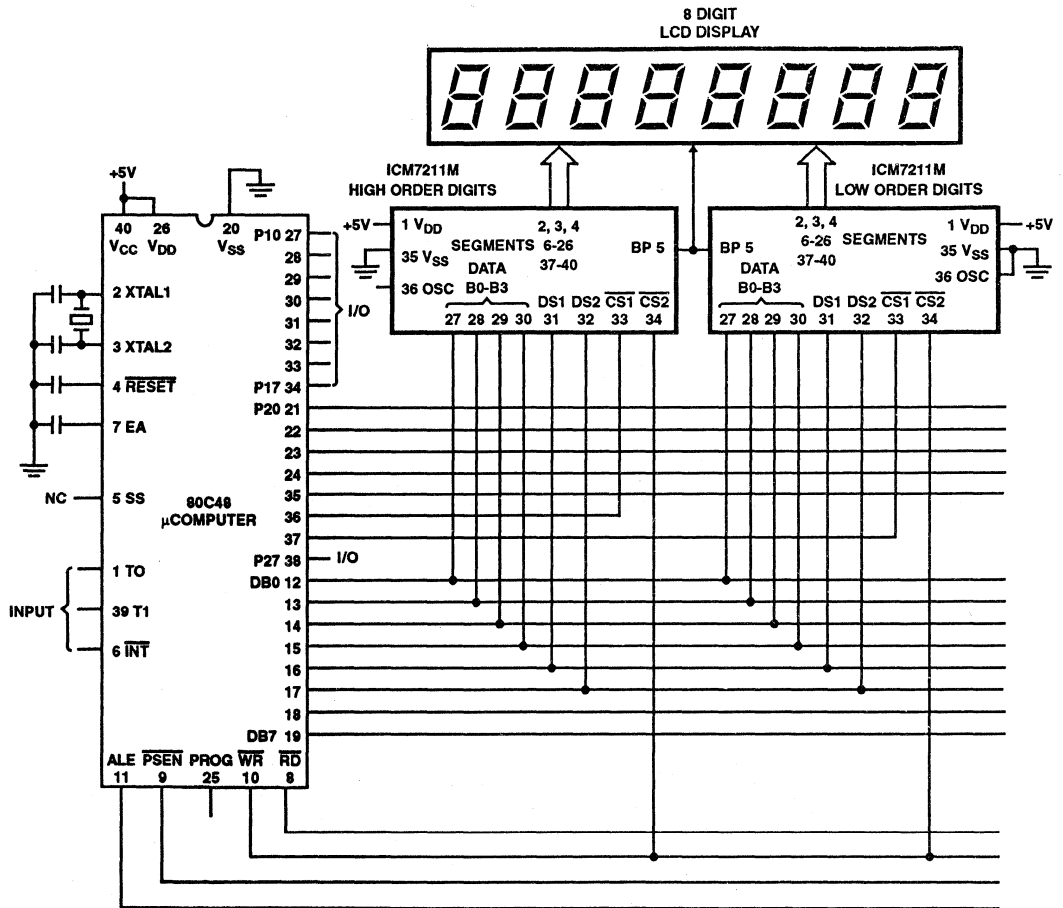 8 DIGIT
LCD DISPLAY
ICM7211M
HIGH ORDER DIGITS
ICM7211M
LOW ORDER DIGITS
+5V
40
VCC
26
VDD
20
VSS
2 XTAL1
3 XTAL2
4 RESET
7 EA
NC
5 SS
80C48
µCOMPUTER
INPUT
1 TO
39 T1
6 INT
P10 27
28
29
30
31
32
33
P17 34
I/O
P20 21
22
23
24
35
36
37
P27 38
I/O
DB0 12
13
14
15
16
17
18
DB7 19
ALE
11
PSEN
9
PROG
25
WR
10
RD
8
+5V
1 VDD
35 VSS
36 OSC
SEGMENTS
2, 3, 4
6-26
37-40
BP 5
DATA
B0-B3
DS1 DS2 CS1 CS2
27 28 29 30 31 32 33 34
BP 5
2, 3, 4
6-26
37-40
SEGMENTS
1 VDD
+5V
35 VSS
36 OSC
DATA
B0-B3
DS1 DS2 CS1 CS2
27 28 29 30 31 32 33 34